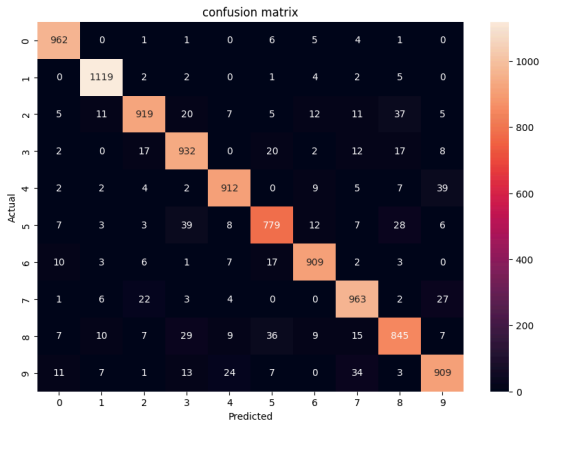 confusion matrix
0 962 0 1 1 0 6 5 4 1 0
1 0 1119 2 2 0 1 4 2 5 0
2 5 11 919 20 7 5 12 11 37 5
3 2 0 17 932 0 20 2 12 17 8
4 2 2 4 2 912 0 9 5 7 39
5 7 3 3 39 8 779 12 7 28 6
6 10 3 6 1 7 17 909 2 3 0
7 1 6 22 3 4 0 0 963 2 27
8 7 10 7 29 9 36 9 15 845 7
9 11 7 1 13 24 7 0 34 3 909
0 1 2 3 4 5 6 7 8 9
Predicted
Actual
1000
800
600
400
200
0